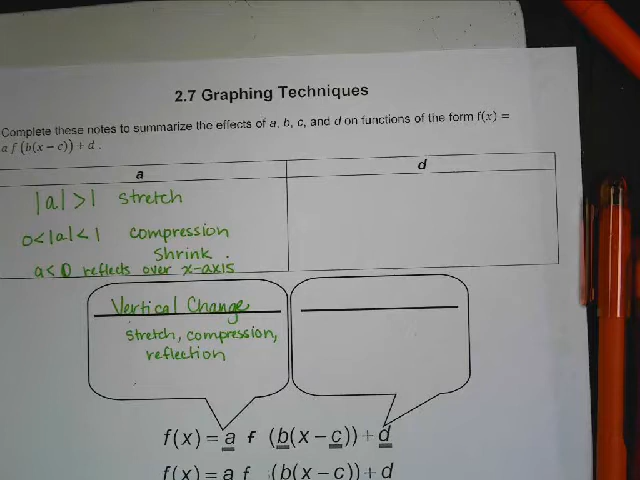 2.7 Graphing Techniques
Complete these notes to summarize the effects of a, b, c, and d on functions of the form f(x) =
a f (b(x – c)) + d .
a
d
|a| > 1 stretch
0<|a|< 1 compression
shrink.
a<0 reflects over x-axis
Vertical Change
stretch, compression,
reflection
f(x) = a f (b(x – c)) + d
f(x) = a f (b(x – c)) + d